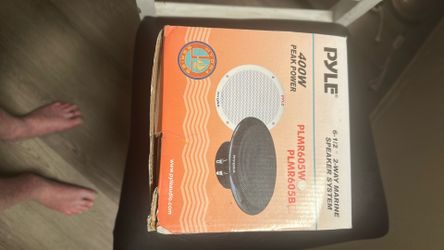 PYLE®
6-1/2" 2-WAY MARINE
SPEAKER SYSTEM
400W
PEAK POWER
PLMR605W
PLMR605B
www.pyleaudio.com